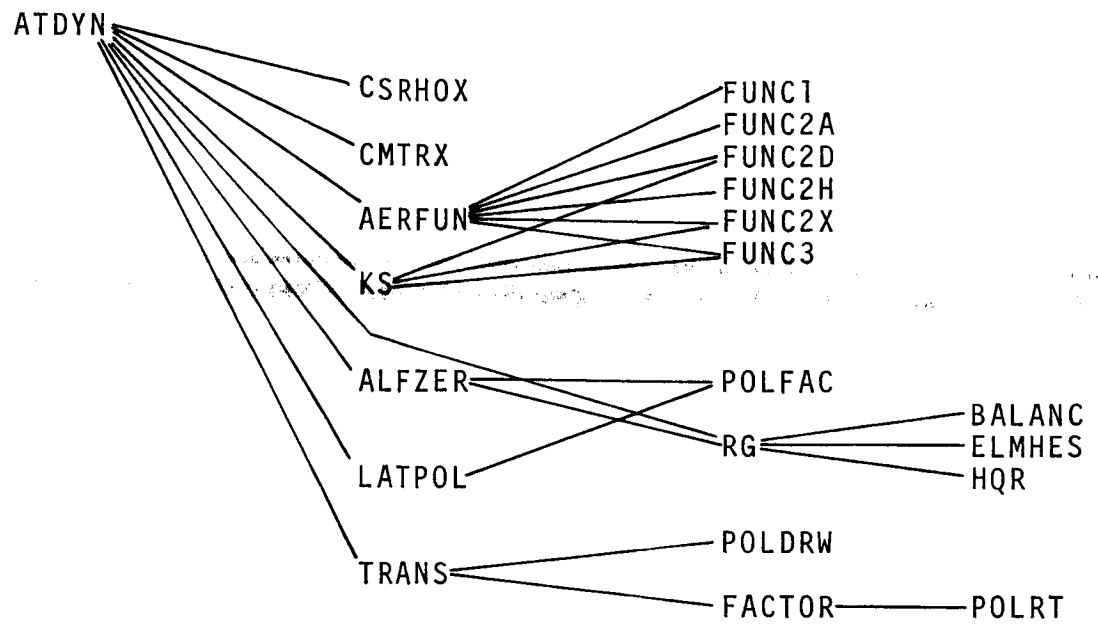 ATDYN
CSRHOX
CMTRX
AERFUN
KS
ALFZER
LATPOL
TRANS
FUNC1
FUNC2A
FUNC2D
FUNC2H
FUNC2X
FUNC3
POLFAC
RG
POLDRW
FACTOR
BALANC
ELMHES
HQR
POLRT